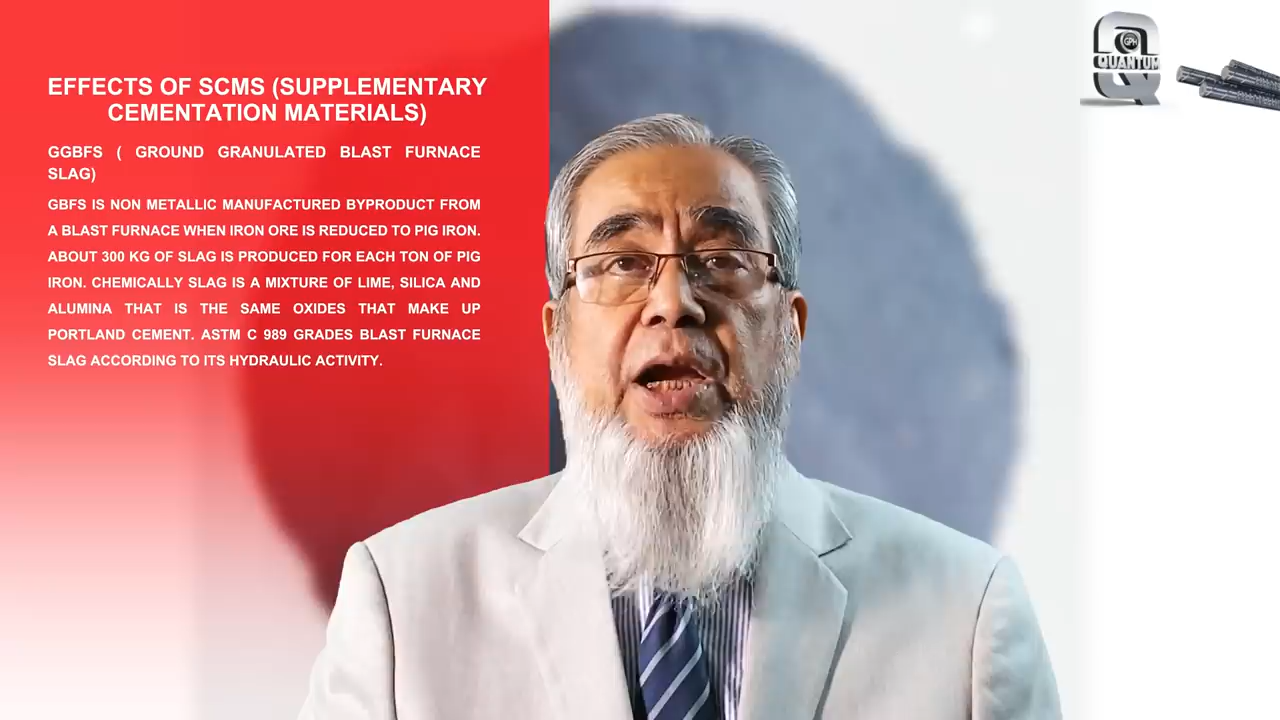 EFFECTS OF SCMS (SUPPLEMENTARY
CEMENTATION MATERIALS)
GGBFS ( GROUND GRANULATED BLAST FURNACE
SLAG)
GBFS IS NON METALLIC MANUFACTURED BYPRODUCT FROM
A BLAST FURNACE WHEN IRON ORE IS REDUCED TO PIG IRON.
ABOUT 300 KG OF SLAG IS PRODUCED FOR EACH TON OF PIG
IRON. CHEMICALLY SLAG IS A MIXTURE OF LIME, SILICA AND
ALUMINA THAT IS THE SAME OXIDES THAT MAKE UP
PORTLAND CEMENT. ASTM C 989 GRADES BLAST FURNACE
SLAG ACCORDING TO ITS HYDRAULIC ACTIVITY.
GPH
QUANTUM